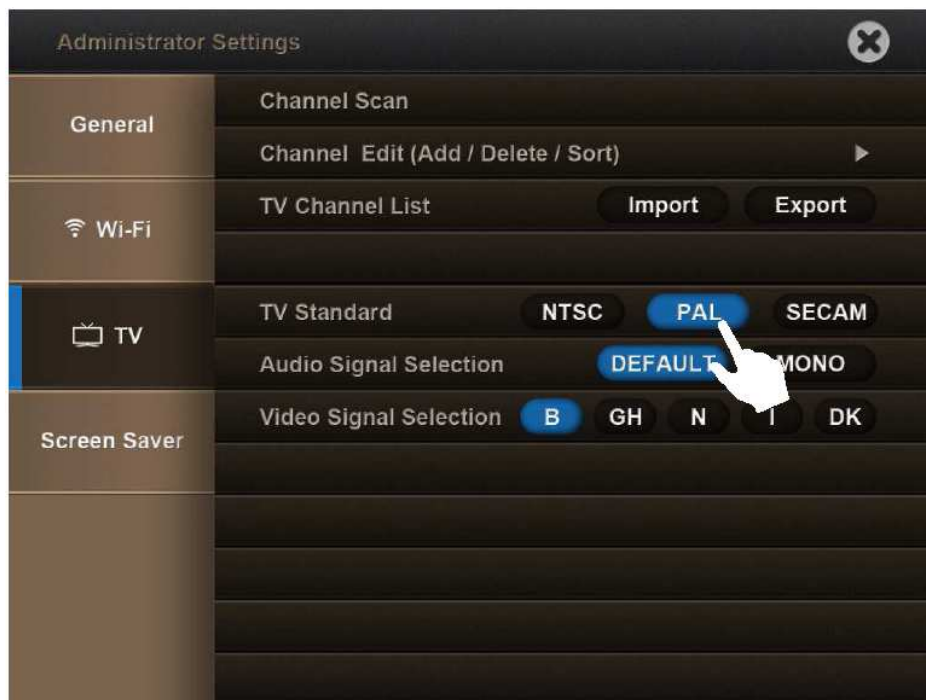 Administrator Settings
General
Wi-Fi
TV
Screen Saver
Channel Scan
Channel Edit (Add / Delete / Sort)
TV Channel List Import Export
TV Standard NTSC PAL SECAM
Audio Signal Selection DEFAULT MONO
Video Signal Selection B GH N I DK